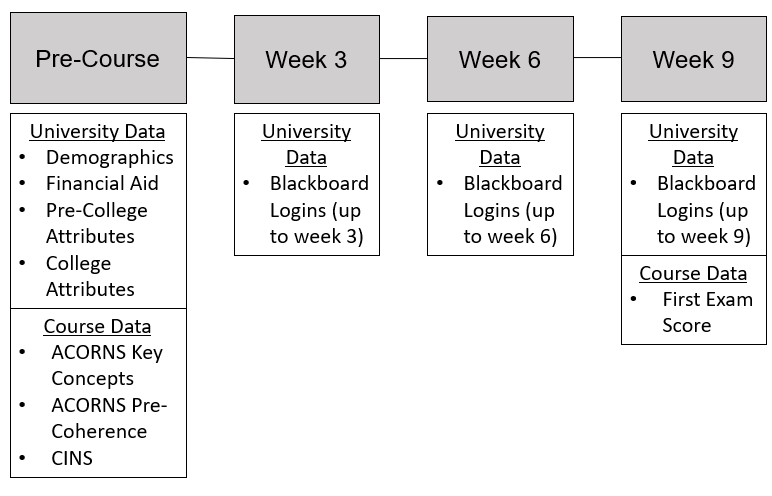 Pre-Course
University Data
• Demographics
• Financial Aid
• Pre-College
Attributes
• College
Attributes
Course Data
• ACORNS Key
Concepts
• ACORNS Pre-
Coherence
• CINS
Week 3
University
Data
• Blackboard
Logins (up
to week 3)
Week 6
University
Data
• Blackboard
Logins (up
to week 6)
Week 9
University
Data
• Blackboard
Logins (up
to week 9)
Course Data
• First Exam
Score